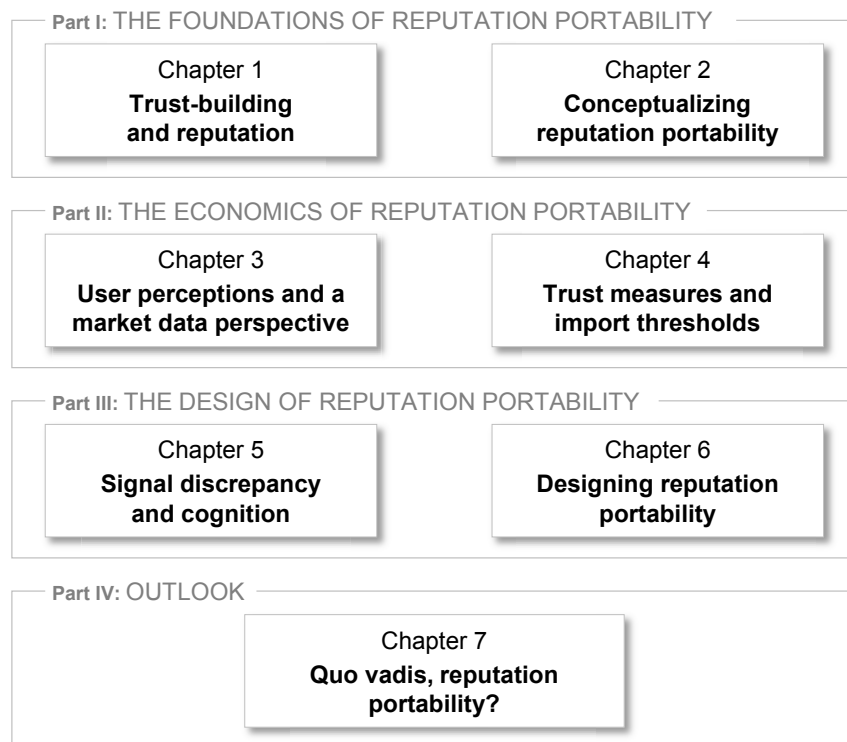 Part I: THE FOUNDATIONS OF REPUTATION PORTABILITY
Chapter 1
Trust-building
and reputation
Chapter 2
Conceptualizing
reputation portability
Part II: THE ECONOMICS OF REPUTATION PORTABILITY
Chapter 3
User perceptions and a
market data perspective
Chapter 4
Trust measures and
import thresholds
Part III: THE DESIGN OF REPUTATION PORTABILITY
Chapter 5
Signal discrepancy
and cognition
Chapter 6
Designing reputation
portability
Part IV: OUTLOOK
Chapter 7
Quo vadis, reputation
portability?